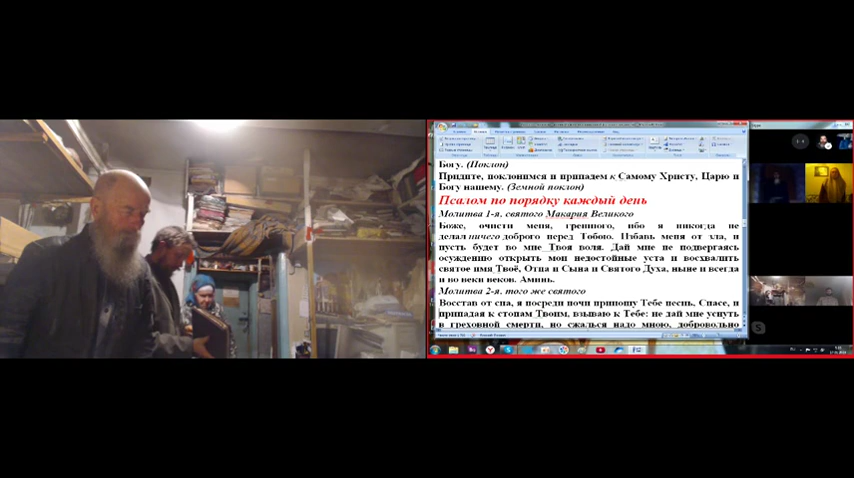 Богу. (Поклон)
Придите, поклонимся и припадем к Самому Христу, Царю и
Богу нашему. (Земной поклон)
Псалом по порядку каждый день
Молитва 1-я, святого Макария Великого
Боже, очисти меня, грешного, ибо я никогда не
делал ничего доброго перед Тобою. Избавь меня от зла, и
пусть будет во мне Твоя воля. Дай мне не подвергаясь
осуждению открыть мои недостойные уста и восхвалить
святое имя Твоё, Отца и Сына и Святого Духа, ныне и всегда
и во веки веков. Аминь.
Молитва 2-я, того же святого
Восстав от сна, я посреди ночи приношу Тебе песнь, Спасе, и
припадая к стопам Твоим, взываю к Тебе: не дай мне уснуть
в греховной смерти, но сжалься надо мною, добровольно